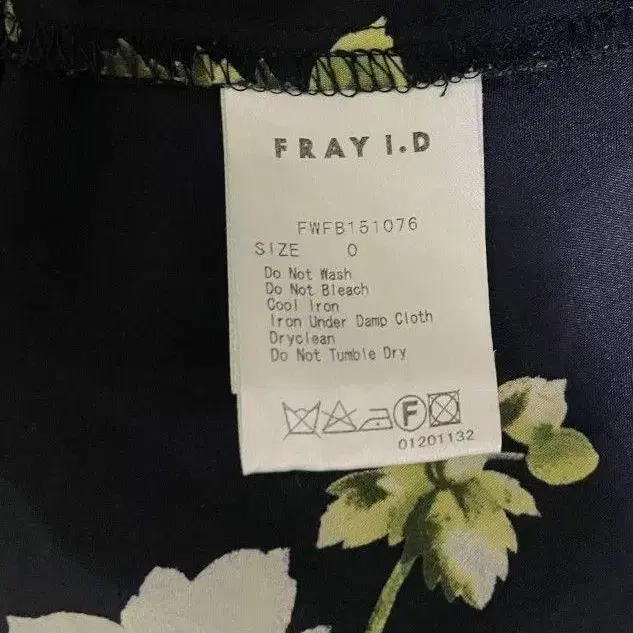 FRAY I.D
FWFB151076
SIZE 0
Do Not Wash
Do Not Bleach
Cool Iron
Iron Under Damp Cloth
Dryclean
Do Not Tumble Dry
F
01201132